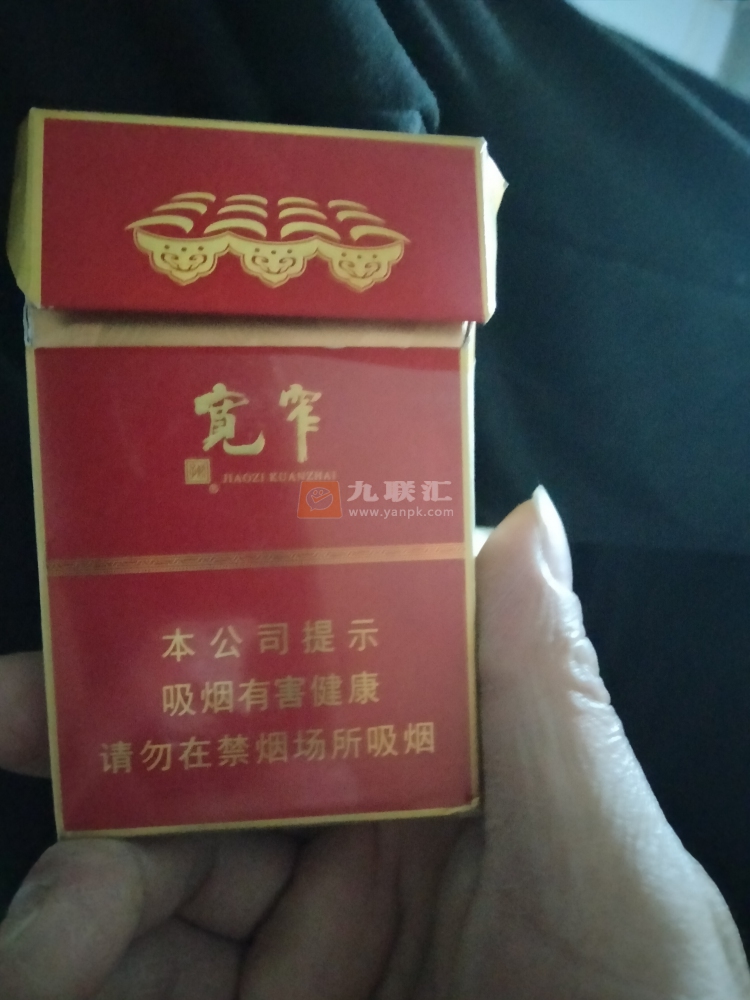 宽窄
JIAOZI KUANZHAI
®
九联汇
www.yanpk.com
本公司提示
吸烟有害健康
请勿在禁烟场所吸烟